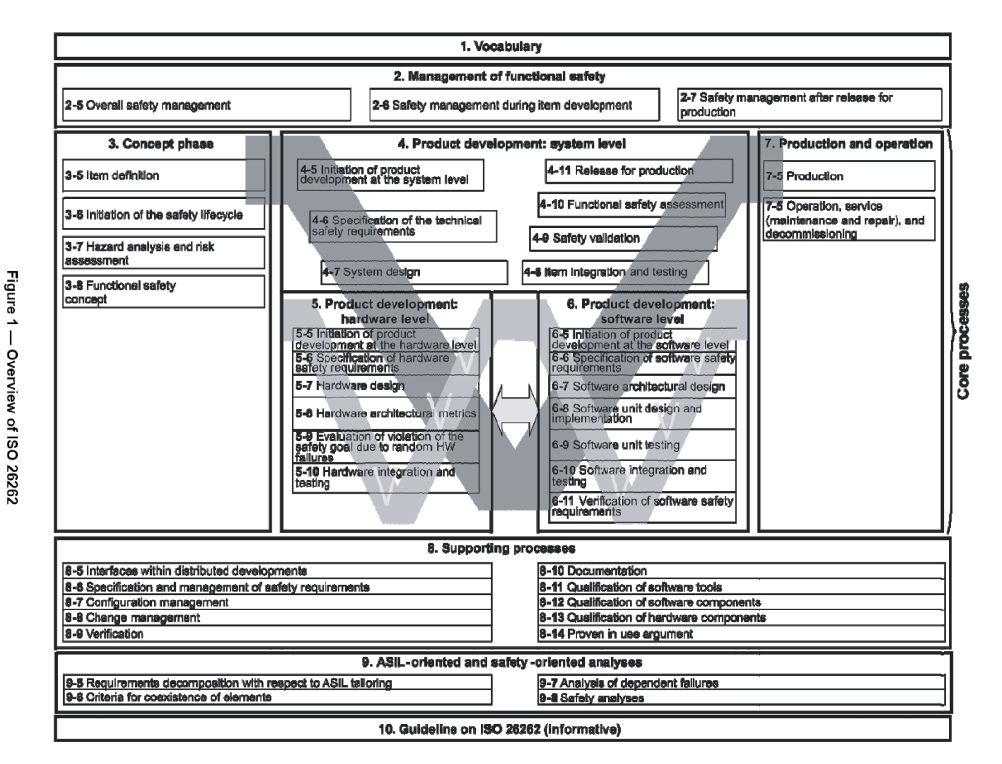 1. Vocabulary
2. Management of functional safety
2-5 Overall safety management
2-6 Safety management during item development
2-7 Safety management after release for
production
3. Concept phase
3-5 Item definition
3-6 Initiation of the safety lifecycle
3-7 Hazard analysis and risk
assessment
3-8 Functional safety
concept
4. Product development: system level
4-5 Initiation of product
development at the system level
4-6 Specification of the technical
safety requirements
4-7 System design
4-11 Release for production
4-10 Functional safety assessment
4-9 Safety validation
4-8 Item integration and testing
7. Production and operation
7-5 Production
7-5 Operation, service
(maintenance and repair), and
decommissioning
5. Product development:
hardware level
5-5 Initiation of product
development at the hardware level
5-6 Specification of hardware
safety requirements
5-7 Hardware design
5-8 Hardware architectural metrics
5-9 Evaluation of violation of the
safety goal due to random HW
failures
5-10 Hardware integration and
testing
6. Product development:
software level
6-5 Initiation of product
development at the software level
6-6 Specification of software safety
requirements
6-7 Software architectural design
6-8 Software unit design and
implementation
6-9 Software unit testing
6-10 Software integration and
testing
6-11 Verification of software safety
requirements
Core processes
8. Supporting processes
8-5 Interfaces within distributed developments
8-6 Specification and management of safety requirements
8-7 Configuration management
8-8 Change management
8-9 Verification
8-10 Documentation
8-11 Qualification of software tools
8-12 Qualification of software components
8-13 Qualification of hardware components
8-14 Proven in use argument
9. ASIL-oriented and safety -oriented analyses
9-5 Requirements decomposition with respect to ASIL tailoring
9-6 Criteria for coexistence of elements
9-7 Analysis of dependent failures
9-8 Safety analyses
10. Guideline on ISO 26262 (informative)
Figure 1 — Overview of ISO 26262